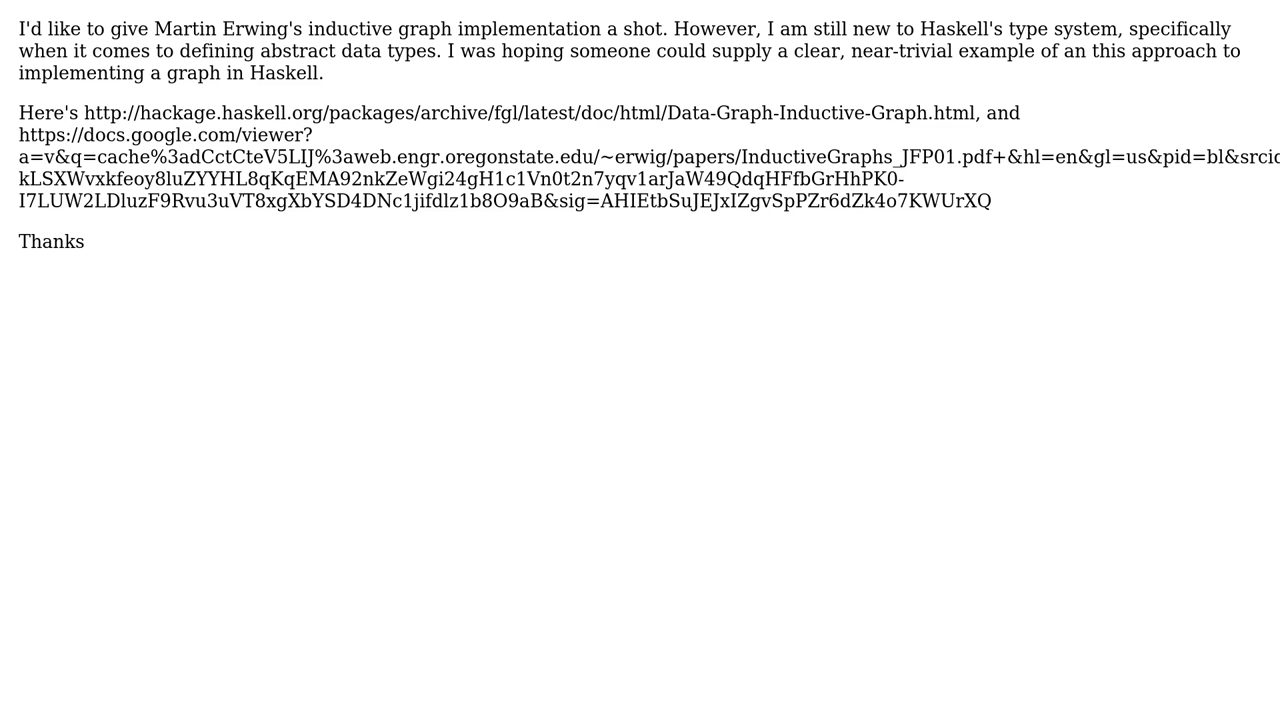 I'd like to give Martin Erwing's inductive graph implementation a shot. However, I am still new to Haskell's type system, specifically
when it comes to defining abstract data types. I was hoping someone could supply a clear, near-trivial example of an this approach to
implementing a graph in Haskell.
Here's http://hackage.haskell.org/packages/archive/fgl/latest/doc/html/Data-Graph-Inductive-Graph.html, and
https://docs.google.com/viewer?
a=v&q=cache%3adCctCteV5LIJ%3aweb.engr.oregonstate.edu/~erwig/papers/InductiveGraphs_JFP01.pdf+&hl=en&gl=us&pid=bl&srcid
kLSXWvxkfeoy8luZYYHL8qKqEMA92nkZeWgi24gH1c1Vn0t2n7yqv1arJaW49QdqHFfbGrHhPK0-
I7LUW2LDluzF9Rvu3uVT8xgXbYSD4DNc1jifdlz1b8O9aB&sig=AHIEtbSuJEJxIZgvSpPZr6dZk4o7KWUrXQ
Thanks